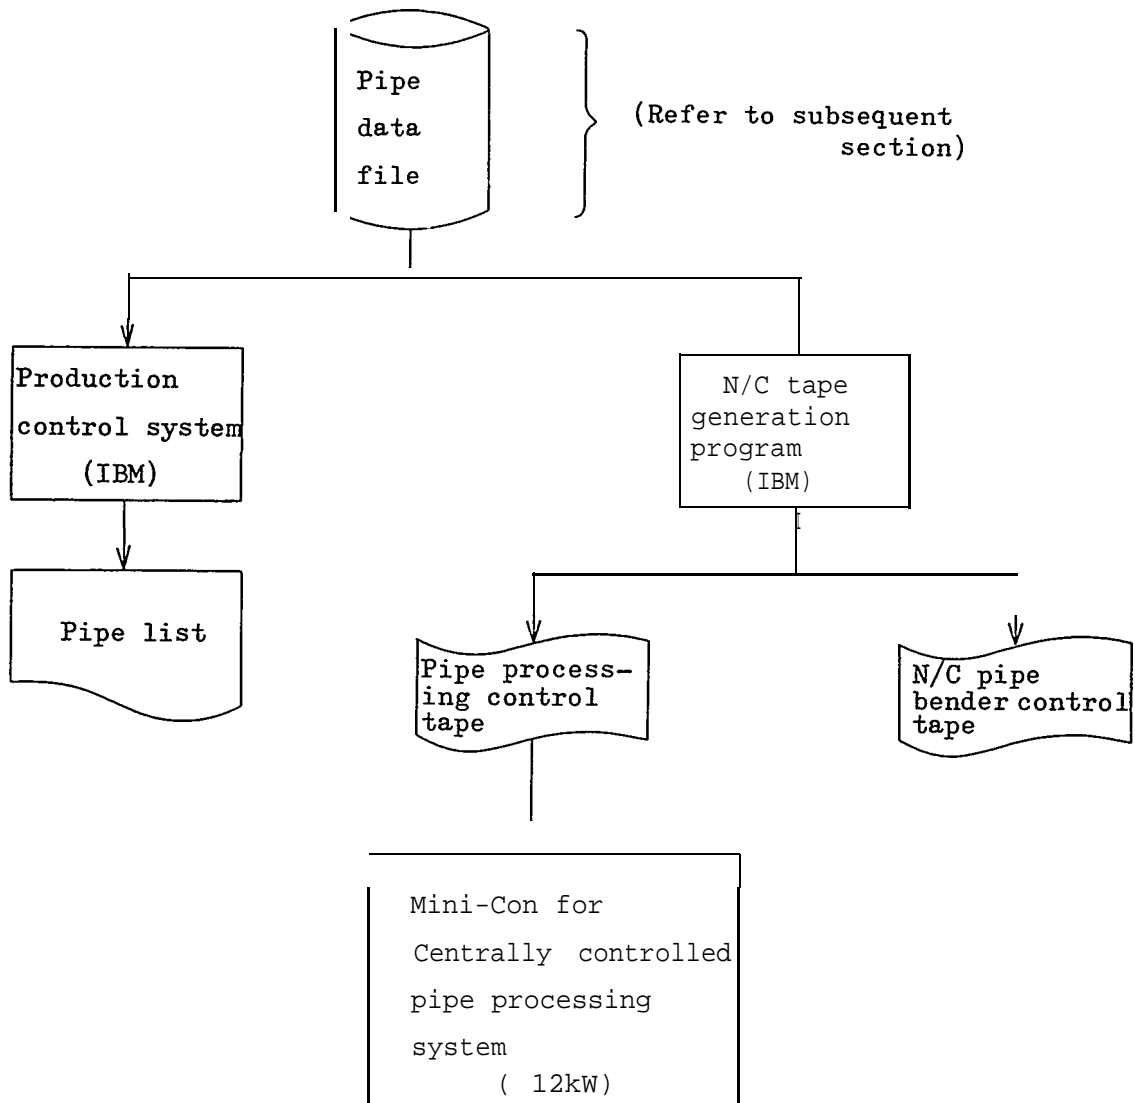 Pipe
data
file
(Refer to subsequent
section)
Production
control system
(IBM)
N/C tape
generation
program
(IBM)
Pipe list
Pipe process-
ing control
tape
N/C pipe
bender control
tape
Mini-Con for
Centrally controlled
pipe processing
system
( 12kW)